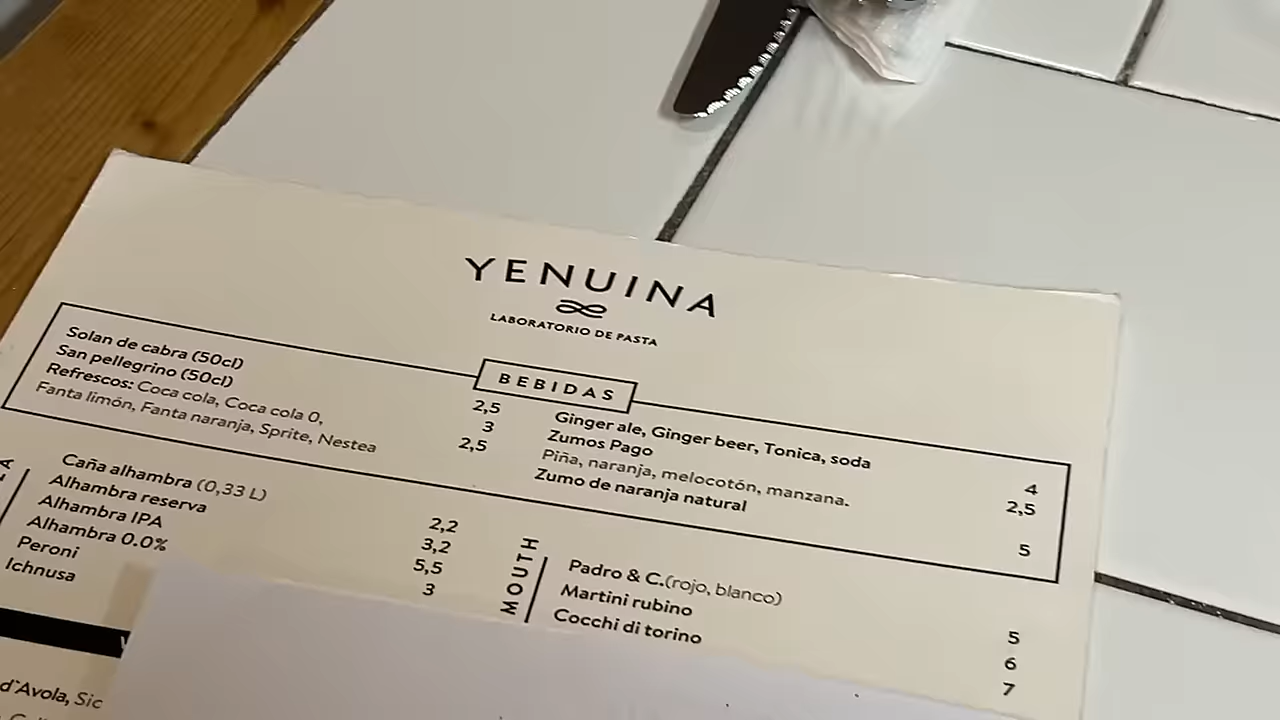 YENUINA
LABORATORIO DE PASTA
BEBIDAS
Solan de cabra (50cl) 2,5
San pellegrino (50cl) 3
Refrescos: Coca cola, Coca cola 0, 2,5
Fanta limón, Fanta naranja, Sprite, Nestea
Ginger ale, Ginger beer, Tonica, soda 4
Zumos Pago 2,5
Piña, naranja, melocotón, manzana.
Zumo de naranja natural 5
Caña alhambra (0,33 L) 2,2
Alhambra reserva 3,2
Alhambra IPA 5,5
Alhambra 0.0% 3
Peroni
Ichnusa
MOUTH
Padro & C.(rojo, blanco) 5
Martini rubino 6
Cocchi di torino 7
d'Avola, Sic